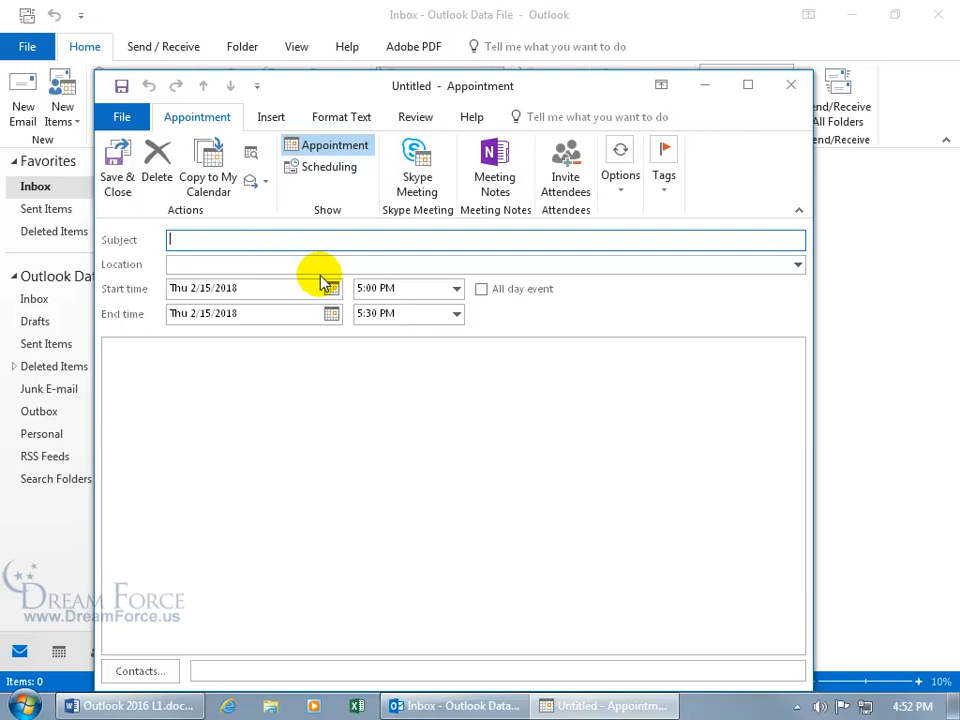 Inbox - Outlook Data File - Outlook
File Home Send / Receive Folder View Help Adobe PDF Tell me what you want to do
Untitled - Appointment
File Appointment Insert Format Text Review Help Tell me what you want to do
New Email
New Items
New
Save & Close
Delete
Copy to My Calendar
Actions
Appointment
Scheduling
Show
Skype Meeting
Skype Meeting
Meeting Notes
Meeting Notes
Invite Attendees
Attendees
Options
Tags
nd/Receive
All Folders
nd/Receive
Favorites
Inbox
Sent Items
Deleted Items
Outlook Da
Inbox
Drafts
Sent Items
Deleted Items
Junk E-mail
Outbox
Personal
RSS Feeds
Search Folders
Subject
Location
Start time Thu 2/15/2018 5:00 PM All day event
End time Thu 2/15/2018 5:30 PM
Contacts...
DREAM FORCE
www.DreamForce.us
Items: 0
10%
Outlook 2016 L1.doc...
Inbox - Outlook Data...
Untitled - Appointm...
4:52 PM